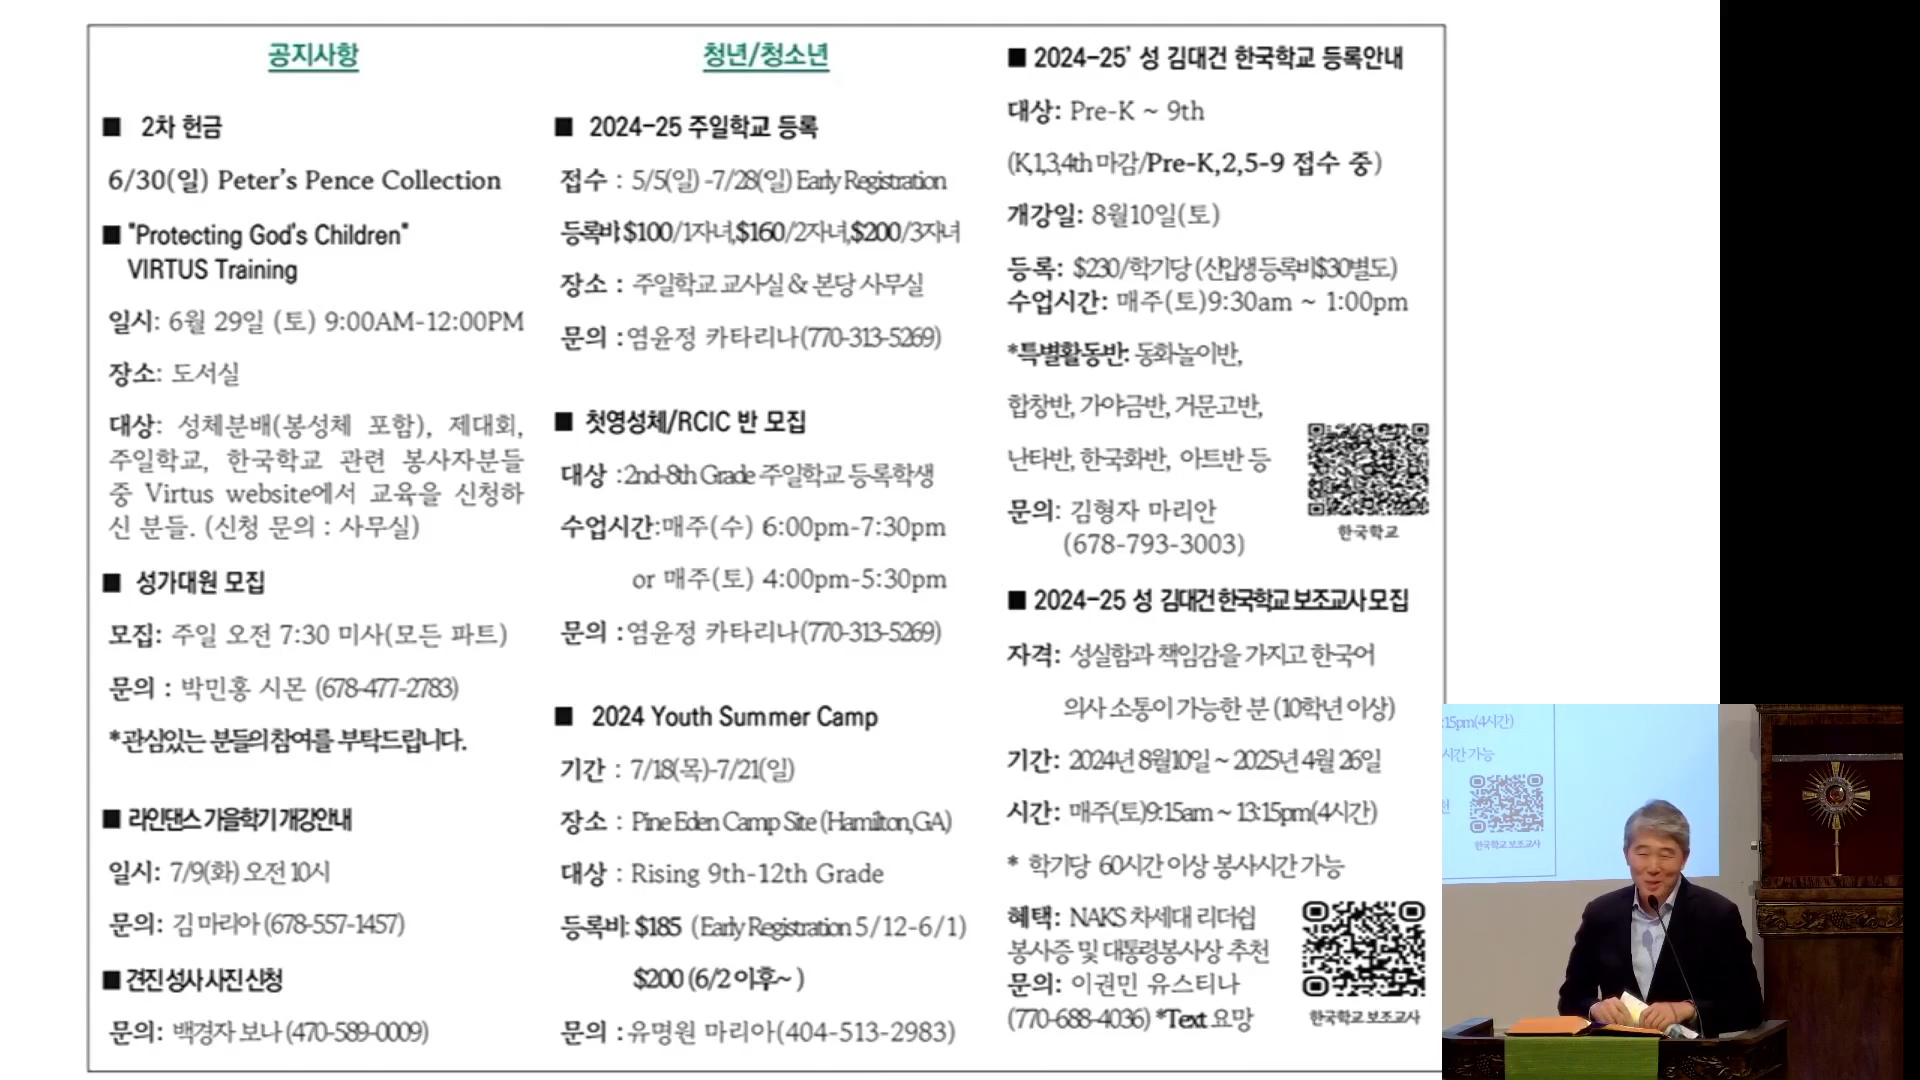 공지사항
■ 2차 헌금
6/30(일) Peter's Pence Collection
■ "Protecting God's Children"
VIRTUS Training
일시: 6월 29일 (토) 9:00AM-12:00PM
장소: 도서실
대상: 성체분배(봉성체 포함), 제대회,
주일학교, 한국학교 관련 봉사자분들
중 Virtus website에서 교육을 신청하
신 분들. (신청 문의 : 사무실)
■ 성가대원 모집
모집: 주일 오전 7:30 미사(모든 파트)
문의 : 박민홍 시몬 (678-477-2783)
*관심있는 분들의 참여를 부탁드립니다.
■ 라인댄스 가을학기 개강안내
일시: 7/9(화) 오전 10시
문의: 김 마리아 (678-557-1457)
■ 견진 성사 사진 신청
문의: 백경자 보나 (470-589-0009)
청년/청소년
■ 2024-25 주일학교 등록
접수 : 5/5(일) -7/28(일) Early Registration
등록비: $100/1자녀,$160/2자녀,$200/3자녀
장소 : 주일학교 교사실 & 본당 사무실
문의 : 염윤정 카타리나(770-313-5269)
■ 첫영성체/RCIC 반 모집
대상 :2nd-8th Grade 주일학교 등록학생
수업시간:매주(수) 6:00pm-7:30pm
or 매주(토) 4:00pm-5:30pm
문의 :염윤정 카타리나(770-313-5269)
■ 2024 Youth Summer Camp
기간 : 7/18(목)-7/21(일)
장소 : Pine Eden Camp Site (Hamilton,GA)
대상 : Rising 9th-12th Grade
등록비: $185 (Early Registration 5/12-6/1)
$200 (6/2 이후~ )
문의 :유명원 마리아(404-513-2983)
■ 2024-25' 성 김대건 한국학교 등록안내
대상: Pre-K ~ 9th
(K,1,3,4th 마감/Pre-K,2,5-9 접수 중)
개강일: 8월10일(토)
등록: $230/학기당 (신입생 등록비$30별도)
수업시간: 매주(토)9:30am ~ 1:00pm
*특별활동반: 동화놀이반,
합창반, 가야금반, 거문고반,
난타반, 한국화반, 아트반 등
한국학교
문의: 김형자 마리안
(678-793-3003)
■ 2024-25 성 김대건 한국학교 보조교사 모집
자격: 성실함과 책임감을 가지고 한국어
의사 소통이 가능한 분 (10학년 이상)
기간: 2024년 8월10일 ~ 2025년 4월 26일
시간: 매주(토)9:15am ~ 13:15pm(4시간)
* 학기당 60시간 이상 봉사시간 가능
혜택: NAKS 차세대 리더쉽
봉사증 및 대통령봉사상 추천
문의: 이권민 유스티나
(770-688-4036) *Text 요망
한국학교 보조교사
:15pm(4시간)
시간 가능
천
한국학교 보조교사